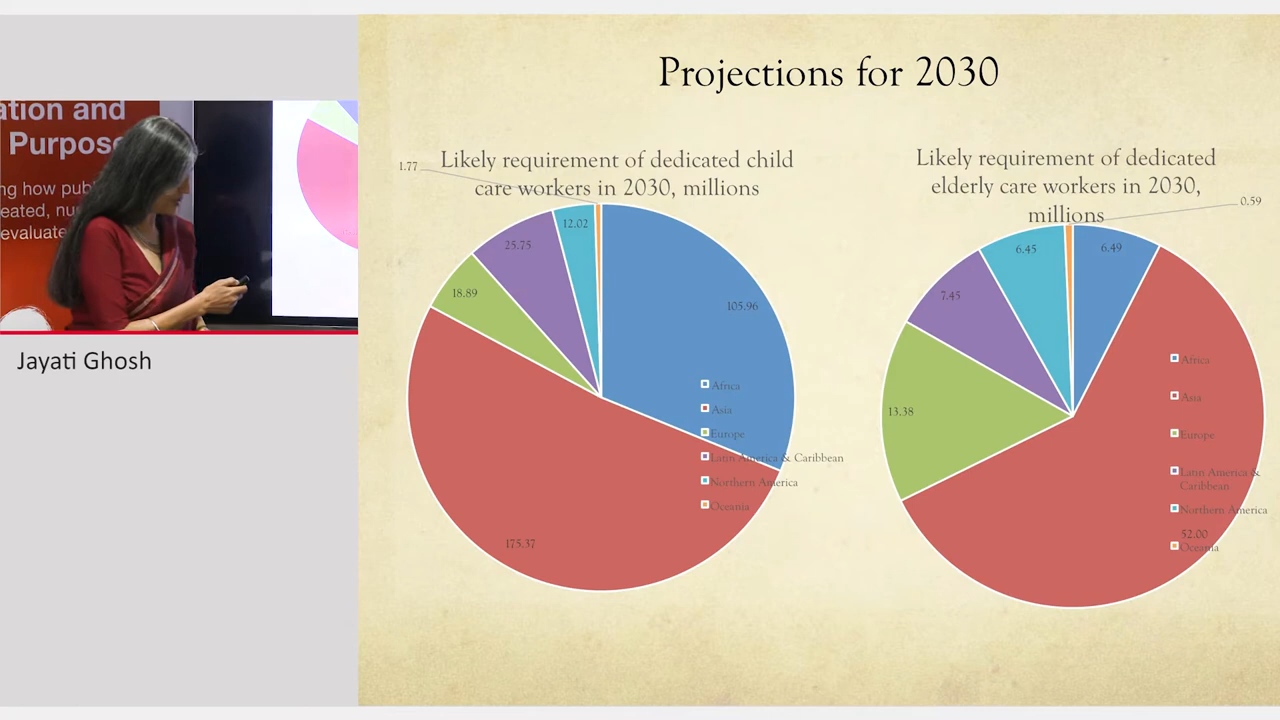 Projections for 2030
ation and
Purpos
ng how publ
eated, nu
evaluate
Jayati Ghosh
Likely requirement of dedicated child
care workers in 2030, millions
1.77
12.02
25.75
18.89
105.96
175.37
Africa
Asia
Europe
Latin America & Caribbean
Northern America
Oceania
Likely requirement of dedicated
elderly care workers in 2030,
millions
0.59
6.45
6.49
7.45
13.38
52.00
Africa
Asia
Europe
Latin America &
Caribbean
Northern America
Oceania